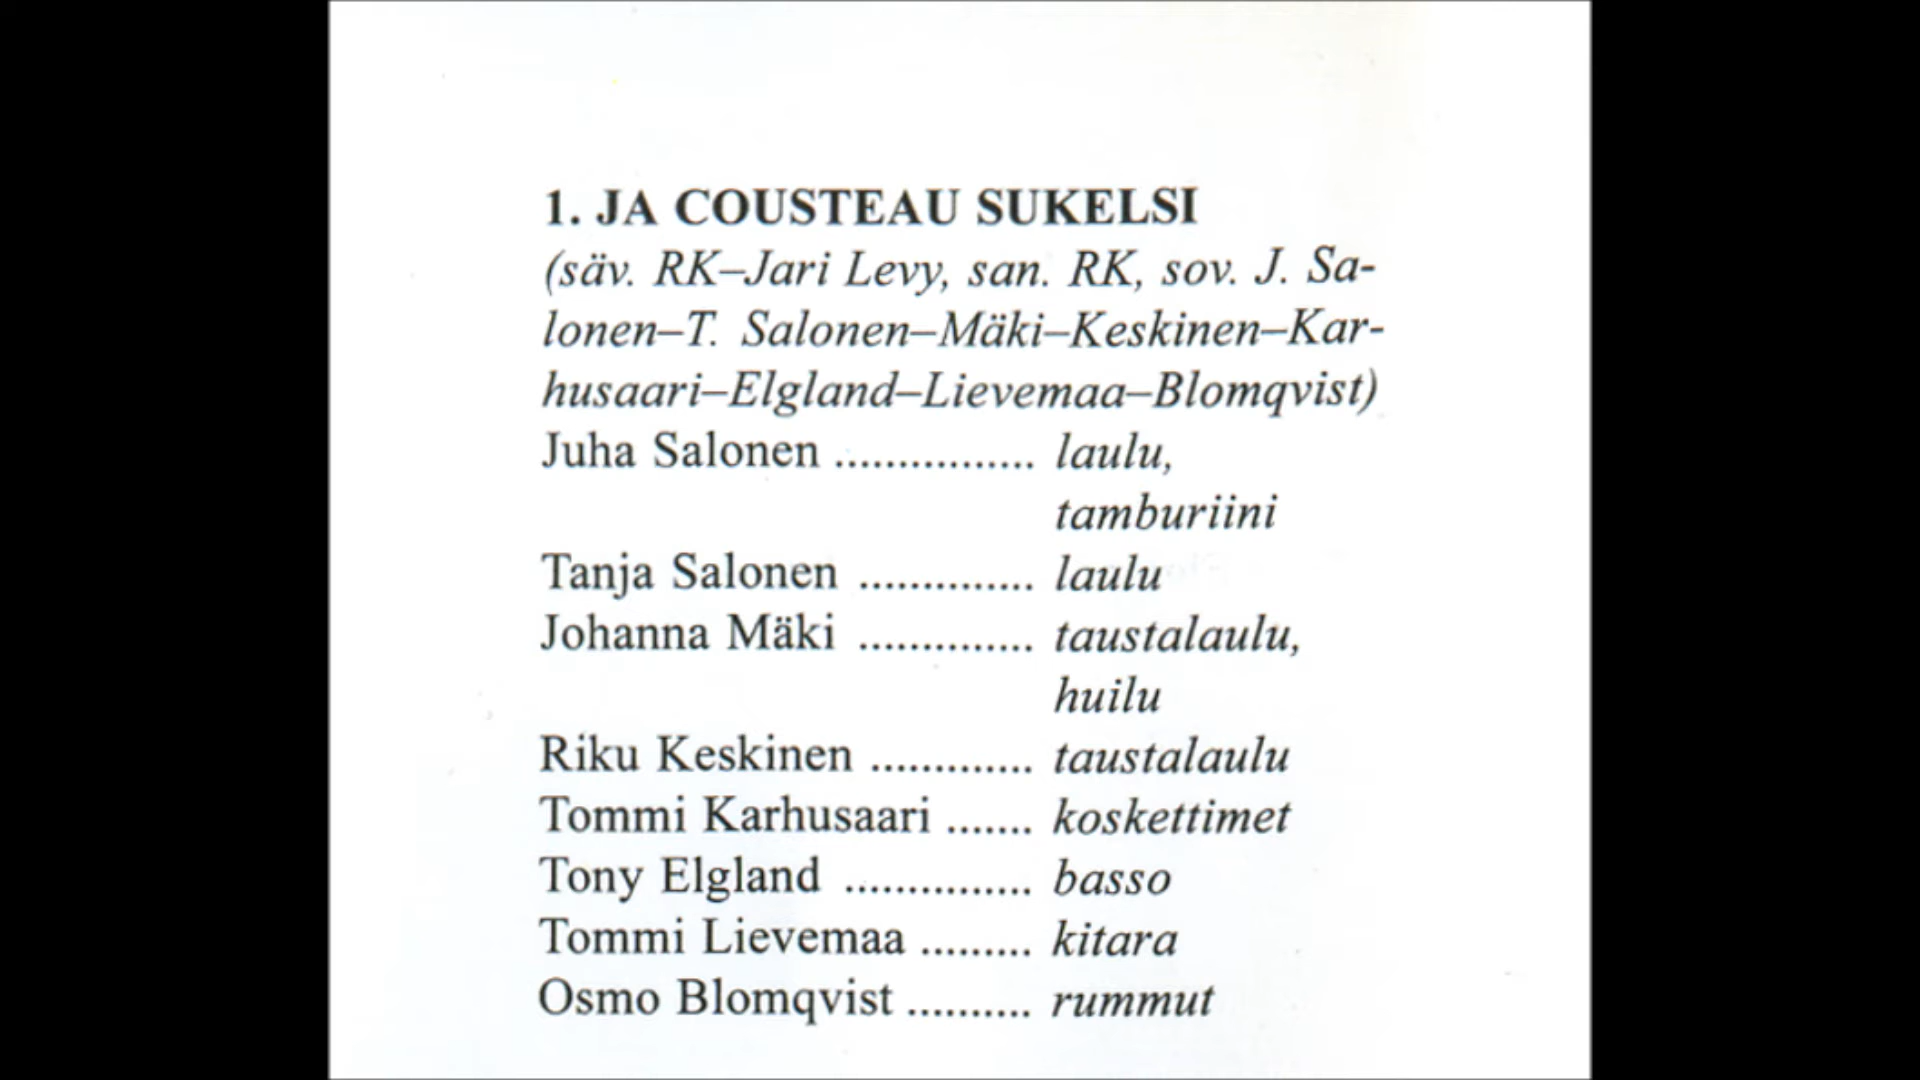 1. JA COUSTEAU SUKELSI
(säv. RK–Jari Levy, san. RK, sov. J. Sa-
lonen–T. Salonen–Mäki–Keskinen–Kar-
husaari–Elgland–Lievemaa–Blomqvist)
Juha Salonen ................ laulu,
tamburiini
Tanja Salonen .............. laulu
Johanna Mäki .............. taustalaulu,
huilu
Riku Keskinen ............. taustalaulu
Tommi Karhusaari ....... koskettimet
Tony Elgland ............... basso
Tommi Lievemaa ......... kitara
Osmo Blomqvist .......... rummut